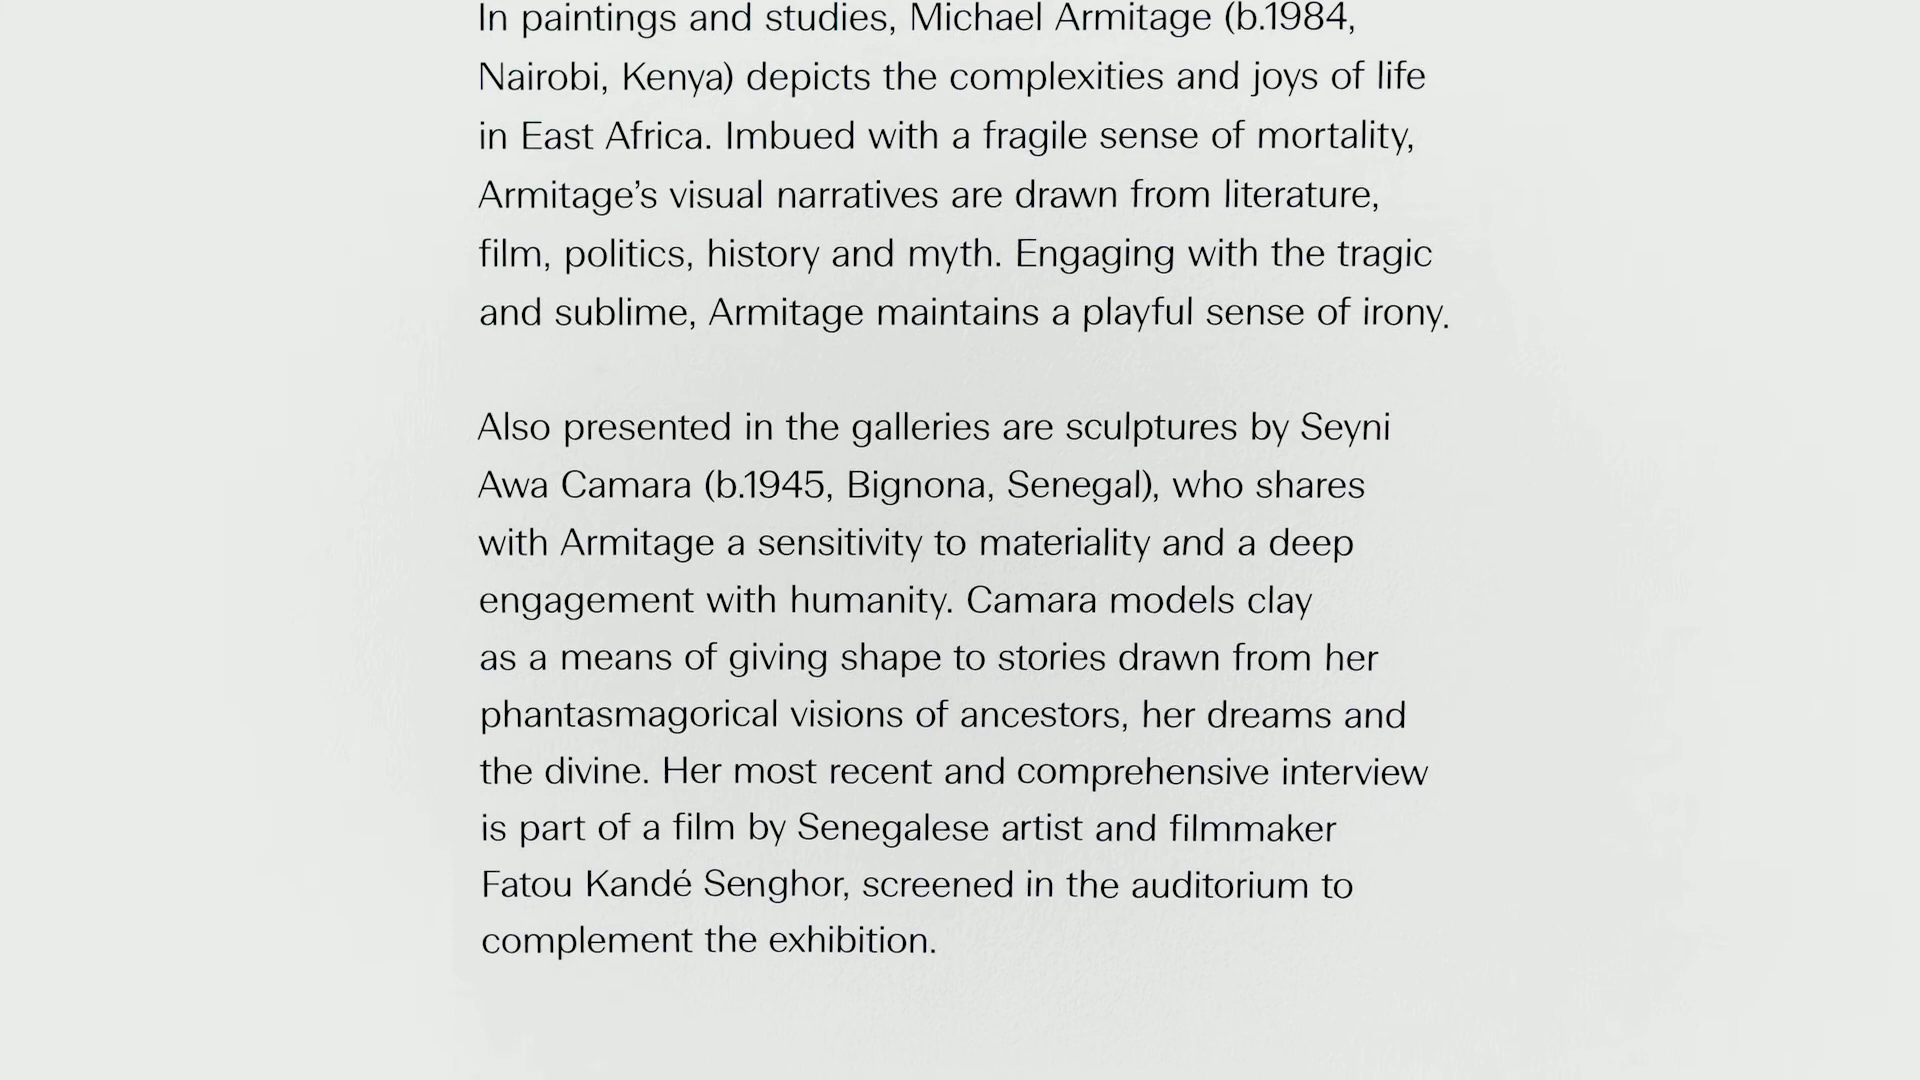 In paintings and studies, Michael Armitage (b.1984,
Nairobi, Kenya) depicts the complexities and joys of life
in East Africa. Imbued with a fragile sense of mortality,
Armitage’s visual narratives are drawn from literature,
film, politics, history and myth. Engaging with the tragic
and sublime, Armitage maintains a playful sense of irony.
Also presented in the galleries are sculptures by Seyni
Awa Camara (b.1945, Bignona, Senegal), who shares
with Armitage a sensitivity to materiality and a deep
engagement with humanity. Camara models clay
as a means of giving shape to stories drawn from her
phantasmagorical visions of ancestors, her dreams and
the divine. Her most recent and comprehensive interview
is part of a film by Senegalese artist and filmmaker
Fatou Kandé Senghor, screened in the auditorium to
complement the exhibition.